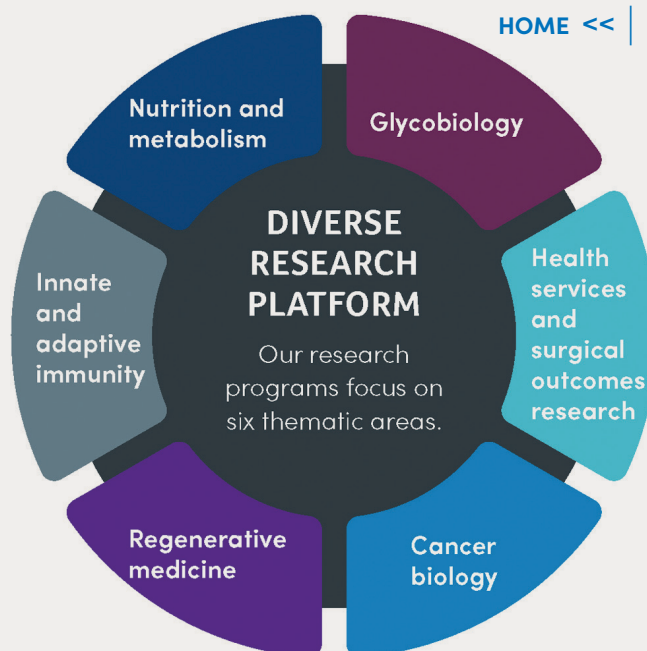 HOME <<
Nutrition and
metabolism
Glycobiology
DIVERSE
RESEARCH
PLATFORM
Our research
programs focus on
six thematic areas.
Innate
and
adaptive
immunity
Health
services
and
surgical
outcomes
research
Regenerative
medicine
Cancer
biology